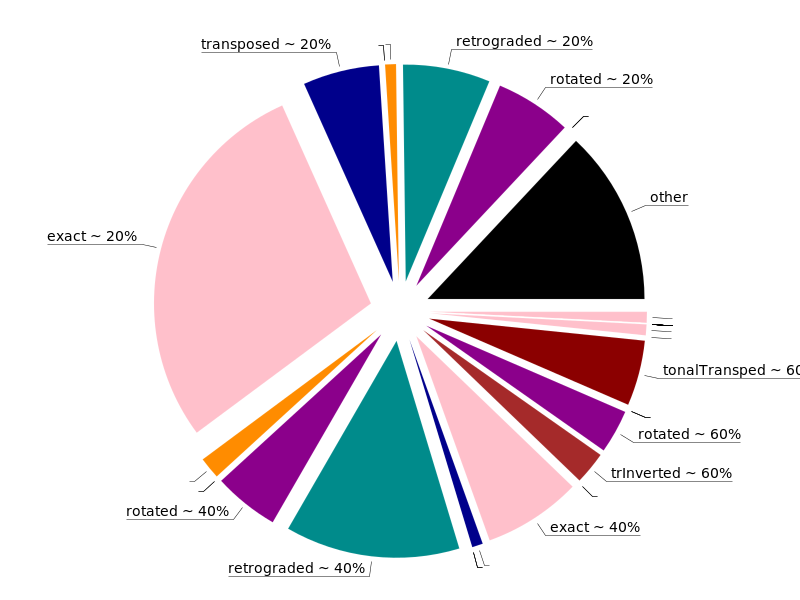 retrograded ~ 20%
transposed ~ 20%
rotated ~ 20%
other
exact ~ 20%
tonalTransped ~ 60
rotated ~ 60%
trInverted ~ 60%
rotated ~ 40%
exact ~ 40%
retrograded ~ 40%